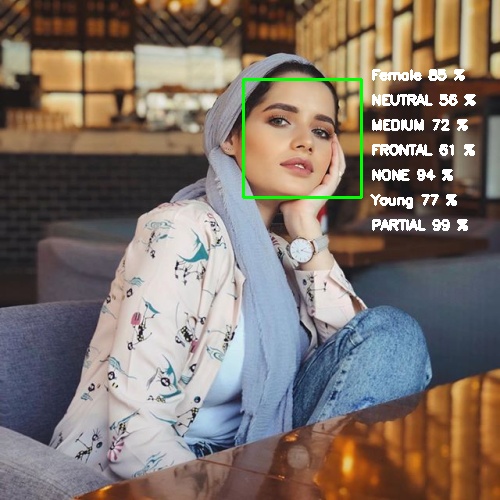 Female 85 %
NEUTRAL 56 %
MEDIUM 72 %
FRONTAL 61 %
NONE 94 %
Young 77 %
PARTIAL 99 %